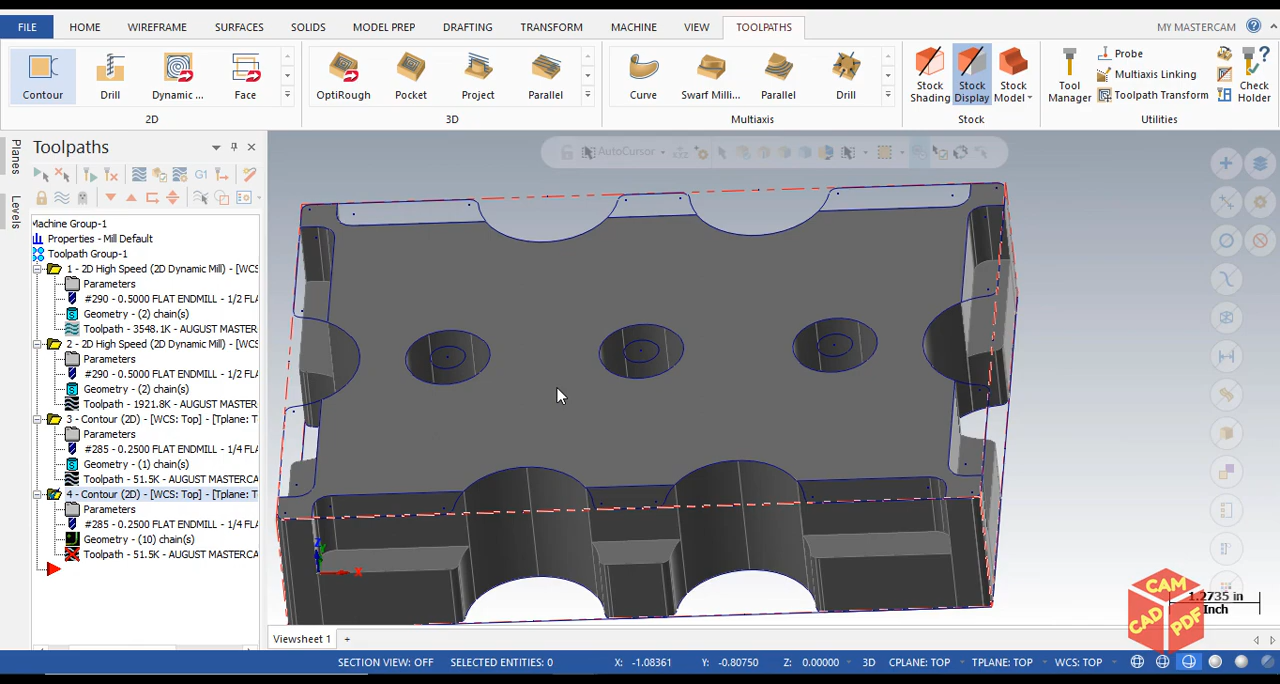 FILE HOME WIREFRAME SURFACES SOLIDS MODEL PREP DRAFTING TRANSFORM MACHINE VIEW TOOLPATHS MY MASTERCAM
Contour Drill Dynamic ... Face
2D
OptiRough Pocket Project Parallel
3D
Curve Swarf Milli... Parallel Drill
Multiaxis
Stock Shading
Stock Display
Stock Model
Stock
Tool Manager
Probe
Multiaxis Linking
Toolpath Transform
Check Holder
Utilities
Planes
Levels
Toolpaths
G1
AutoCursor
XYZ
Machine Group-1
Properties - Mill Default
Toolpath Group-1
1 - 2D High Speed (2D Dynamic Mill) - [WCS
Parameters
#290 - 0.5000 FLAT ENDMILL - 1/2 FLA
Geometry - (2) chain(s)
Toolpath - 3548.1K - AUGUST MASTER
2 - 2D High Speed (2D Dynamic Mill) - [WCS
Parameters
#290 - 0.5000 FLAT ENDMILL - 1/2 FLA
Geometry - (2) chain(s)
Toolpath - 1921.8K - AUGUST MASTER
3 - Contour (2D) - [WCS: Top] - [Tplane: T
Parameters
#285 - 0.2500 FLAT ENDMILL - 1/4 FL
Geometry - (1) chain(s)
Toolpath - 51.5K - AUGUST MASTERC
4 - Contour (2D) - [WCS: Top] - [Tplane: T
Parameters
#285 - 0.2500 FLAT ENDMILL - 1/4 FL
Geometry - (10) chain(s)
Toolpath - 51.5K - AUGUST MASTERCA
Z
Y
X
CAM
CAD
PDF
1.2735 in
Inch
Viewsheet 1 +
SECTION VIEW: OFF SELECTED ENTITIES: 0 X: -1.08361 Y: -0.80750 Z: 0.00000 3D CPLANE: TOP TPLANE: TOP WCS: TOP